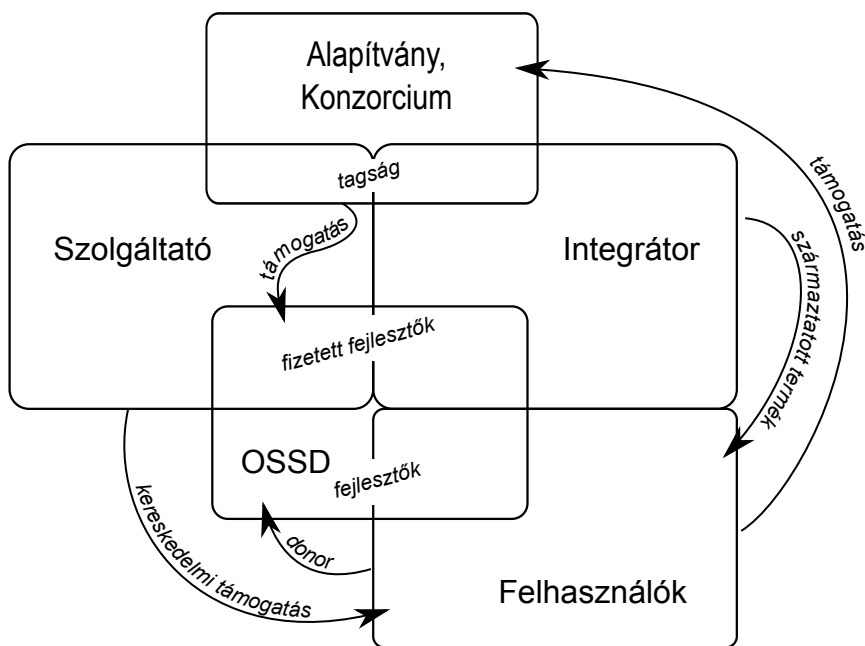 Alapítvány,
Konzorcium
tagság
támogatás
Szolgáltató
támogatás
Integrátor
származtatott termék
fizetett fejlesztők
OSSD
fejlesztők
donor
kereskedelmi támogatás
Felhasználók